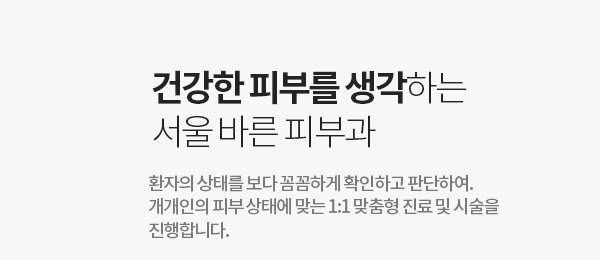 건강한 피부를 생각하는
서울 바른 피부과
환자의 상태를 보다 꼼꼼하게 확인하고 판단하여.
개개인의 피부 상태에 맞는 1:1 맞춤형 진료 및 시술을
진행합니다.